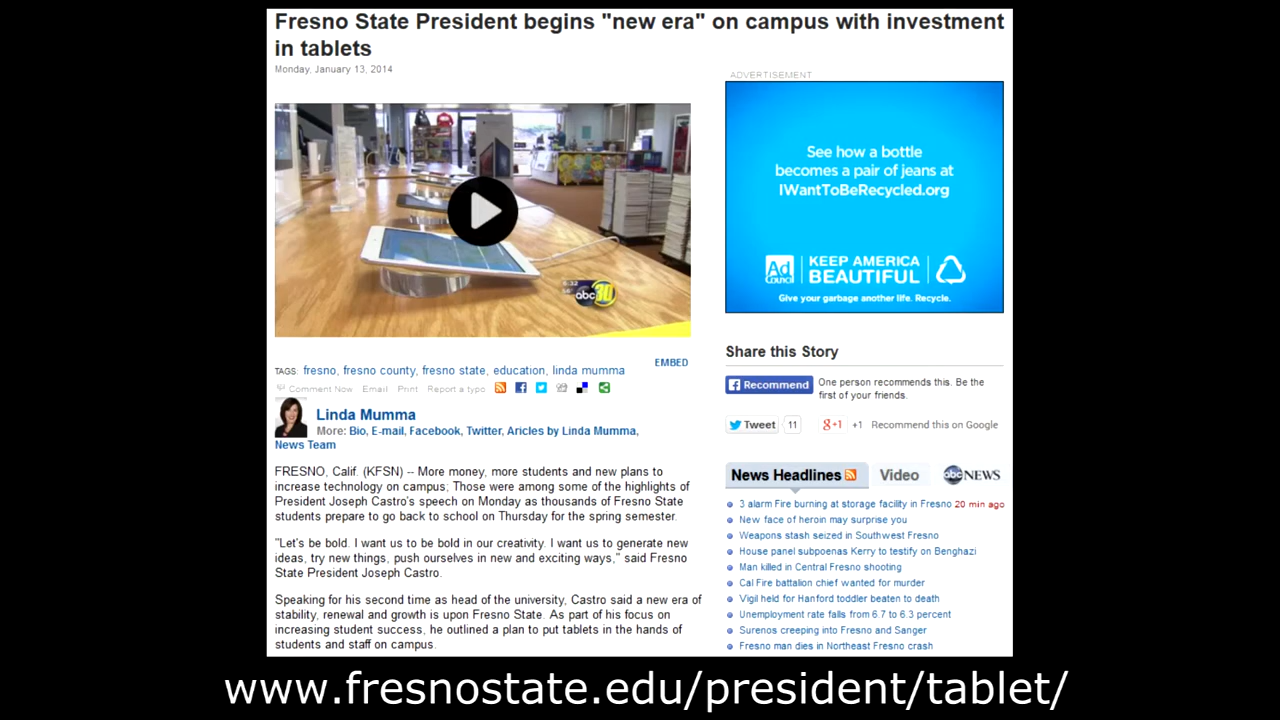 Fresno State President begins "new era" on campus with investment
in tablets
Monday, January 13, 2014
abc 30
EMBED
TAGS: fresno, fresno county, fresno state, education, linda mumma
Comment Now Email Print Report a typo
Linda Mumma
More: Bio, E-mail, Facebook, Twitter, Aricles by Linda Mumma,
News Team
FRESNO, Calif. (KFSN) -- More money, more students and new plans to
increase technology on campus; Those were among some of the highlights of
President Joseph Castro's speech on Monday as thousands of Fresno State
students prepare to go back to school on Thursday for the spring semester.
"Let's be bold. I want us to be bold in our creativity. I want us to generate new
ideas, try new things, push ourselves in new and exciting ways," said Fresno
State President Joseph Castro.
Speaking for his second time as head of the university, Castro said a new era of
stability, renewal and growth is upon Fresno State. As part of his focus on
increasing student success, he outlined a plan to put tablets in the hands of
students and staff on campus.
ADVERTISEMENT
See how a bottle
becomes a pair of jeans at
IWantToBeRecycled.org
Ad Council KEEP AMERICA
BEAUTIFUL
Give your garbage another life. Recycle.
Share this Story
Recommend One person recommends this. Be the
first of your friends.
Tweet 11 g+1 +1 Recommend this on Google
News Headlines Video abc NEWS
3 alarm Fire burning at storage facility in Fresno 20 min ago
New face of heroin may surprise you
Weapons stash seized in Southwest Fresno
House panel subpoenas Kerry to testify on Benghazi
Man killed in Central Fresno shooting
Cal Fire battalion chief wanted for murder
Vigil held for Hanford toddler beaten to death
Unemployment rate falls from 6.7 to 6.3 percent
Surenos creeping into Fresno and Sanger
Fresno man dies in Northeast Fresno crash
www.fresnostate.edu/president/tablet/